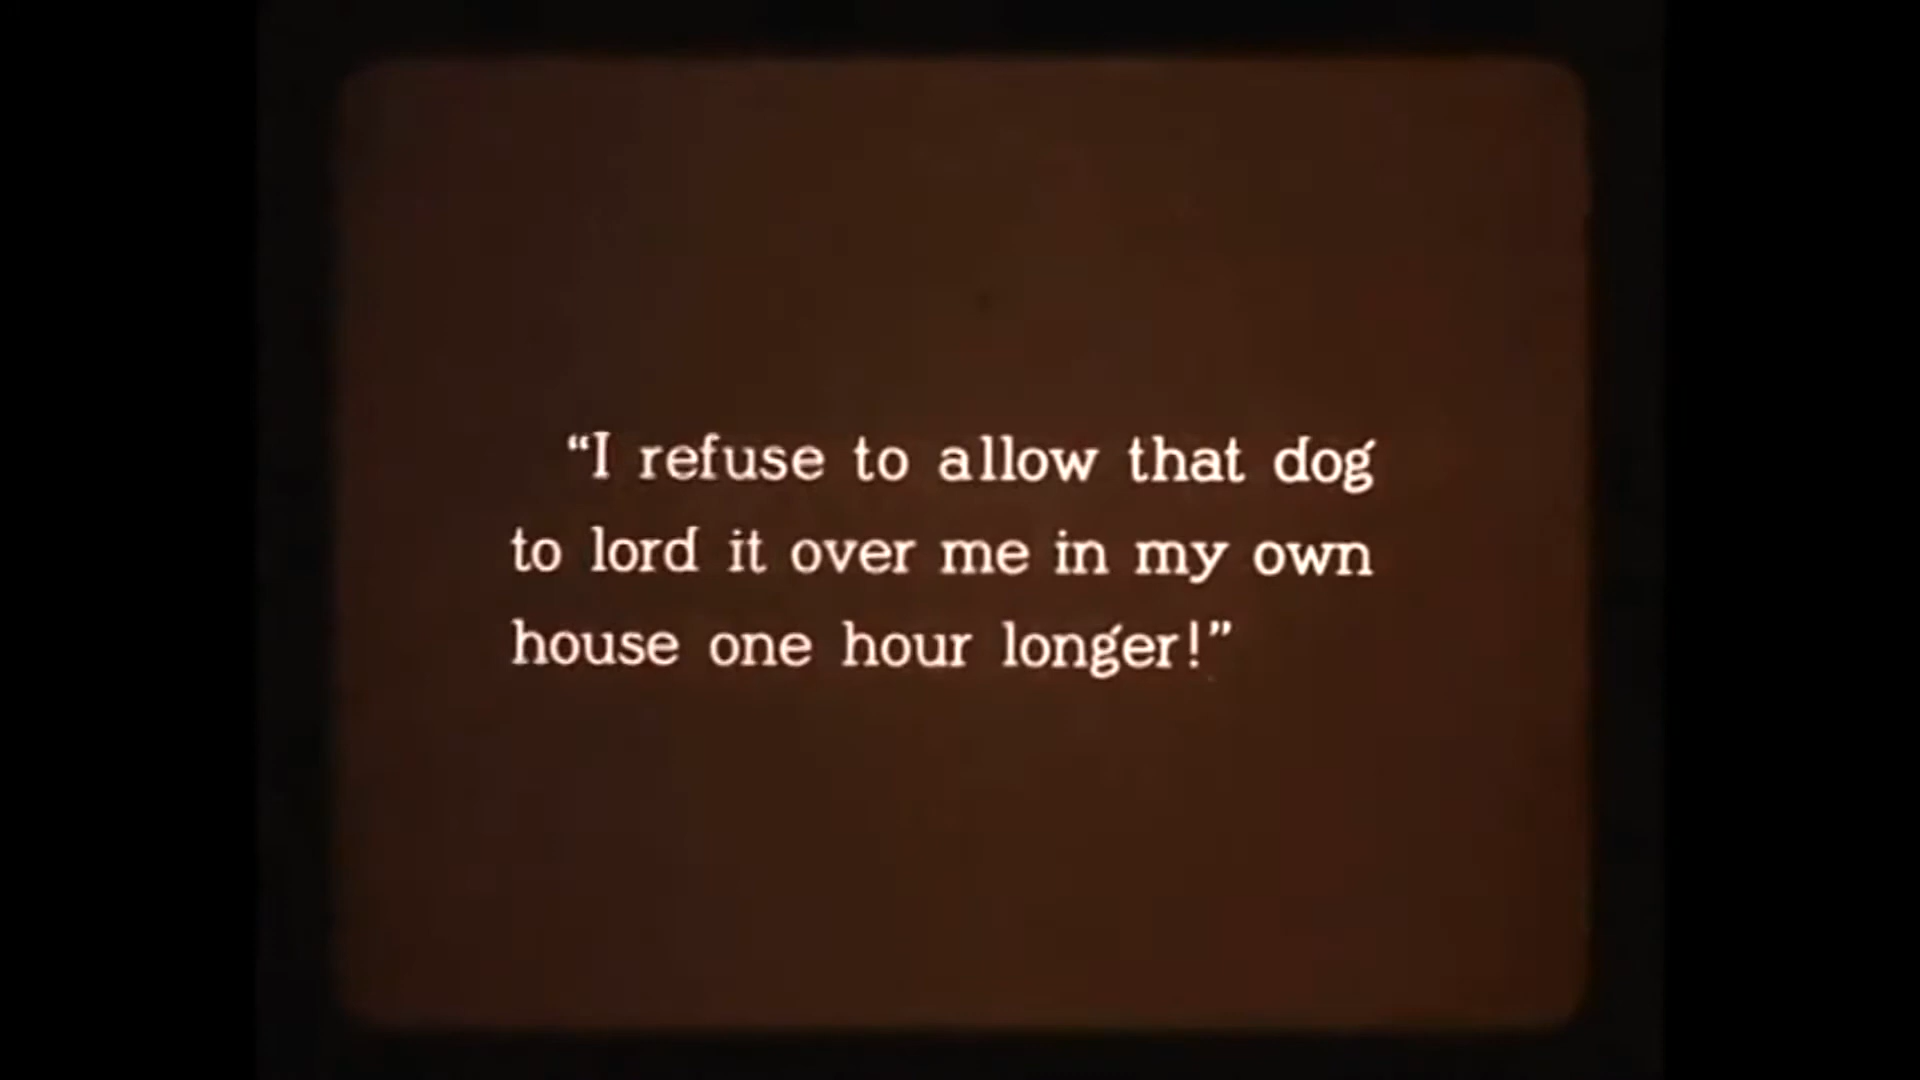 “I refuse to allow that dog
to lord it over me in my own
house one hour longer!”